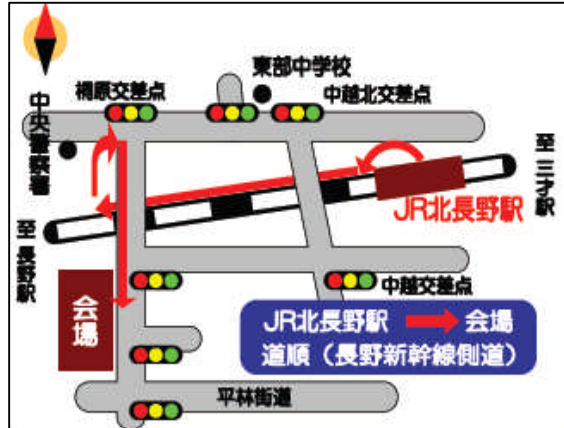 東部中学校
桐原交差点
中越北交差点
中央警察署
至 三才駅
JR北長野駅
至 長野駅
会場
中越交差点
JR北長野駅 会場
道順（長野新幹線側道）
平林街道